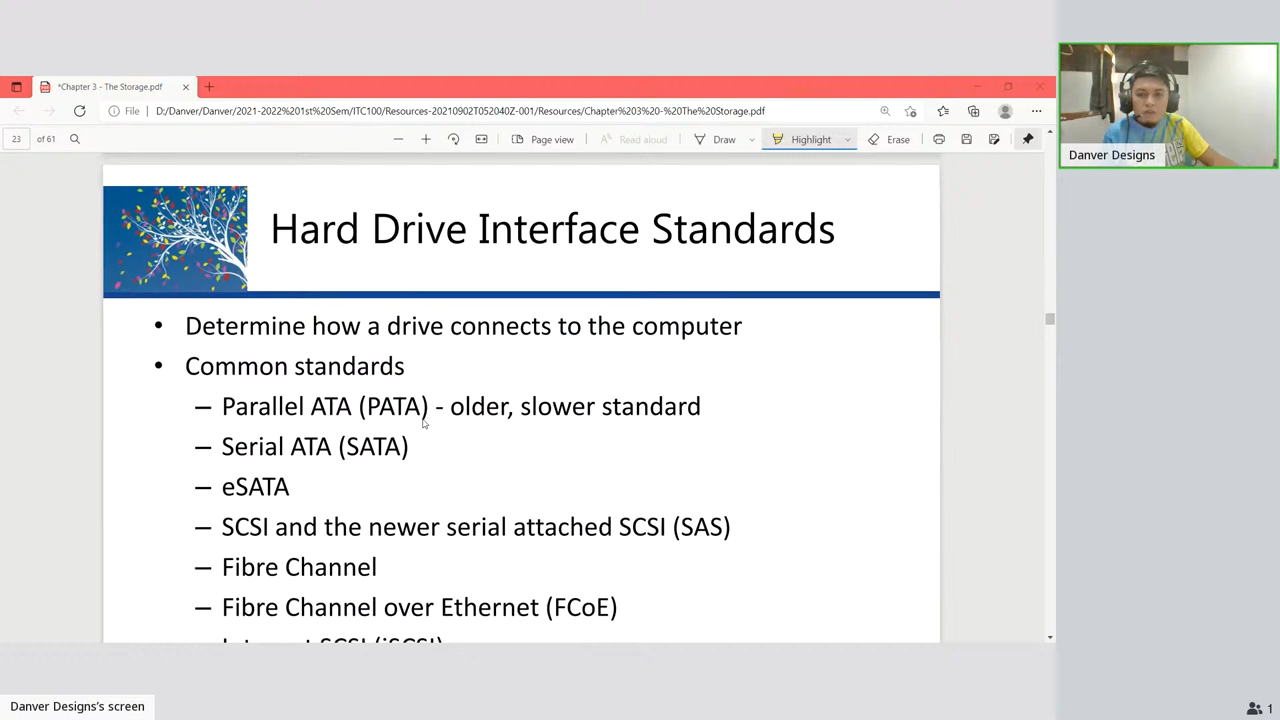 *Chapter 3 - The Storage.pdf
File D:/Danver/Danver/2021-2022%201st%20Sem/ITC100/Resources-20210902T052040Z-001/Resources/Chapter%203%20-%20The%20Storage.pdf
23 of 61 Page view Read aloud Draw Highlight Erase
Hard Drive Interface Standards
• Determine how a drive connects to the computer
• Common standards
– Parallel ATA (PATA) - older, slower standard
– Serial ATA (SATA)
– eSATA
– SCSI and the newer serial attached SCSI (SAS)
– Fibre Channel
– Fibre Channel over Ethernet (FCoE)
– Internet SCSI (iSCSI)
Danver Designs
Danver Designs's screen
1